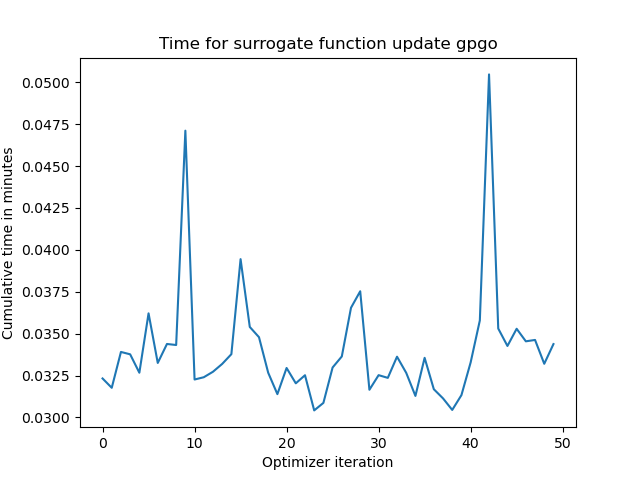 Time for surrogate function update gpgo
Cumulative time in minutes
0.0500
0.0475
0.0450
0.0425
0.0400
0.0375
0.0350
0.0325
0.0300
0 10 20 30 40 50
Optimizer iteration